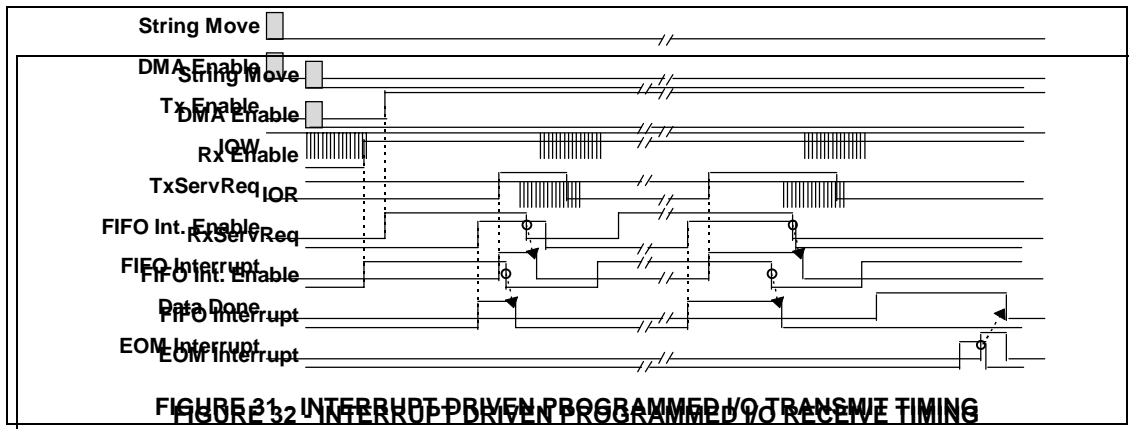 String Move
DMA Enable
String Move
Tx Enable
DMA Enable
IOW
Rx Enable
TxServReq
IOR
FIFO Int. Enable
RxServReq
FIFO Interrupt
FIFO Int. Enable
Data Done
FIFO Interrupt
EOM Interrupt
EOM Interrupt
FIGURE 31 - INTERRUPT DRIVEN PROGRAMMED I/O TRANSMIT TIMING
FIGURE 32 - INTERRUPT DRIVEN PROGRAMMED I/O RECEIVE TIMING